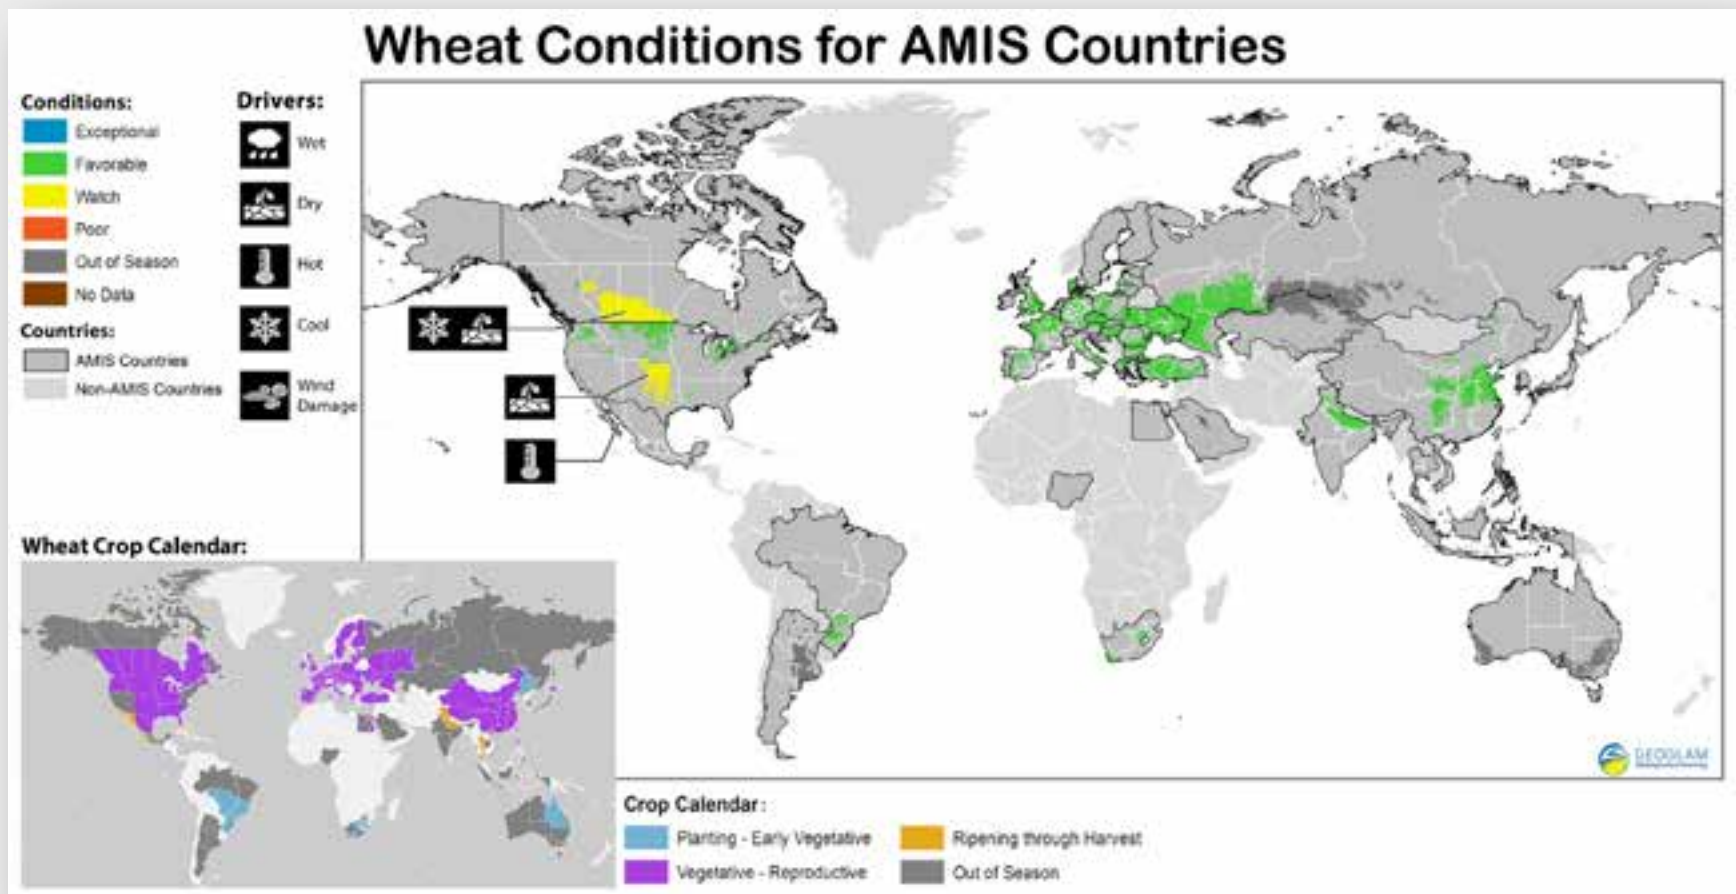 Wheat Conditions for AMIS Countries
Conditions:
Exceptional
Favorable
Watch
Poor
Out of Season
No Data
Countries:
AMIS Countries
Non-AMIS Countries
Drivers:
Wet
Dry
Hot
Cool
Wind
Damage
Wheat Crop Calendar:
GEOGLAM
Crop Calendar:
Planting - Early Vegetative
Vegetative - Reproductive
Ripening through Harvest
Out of Season